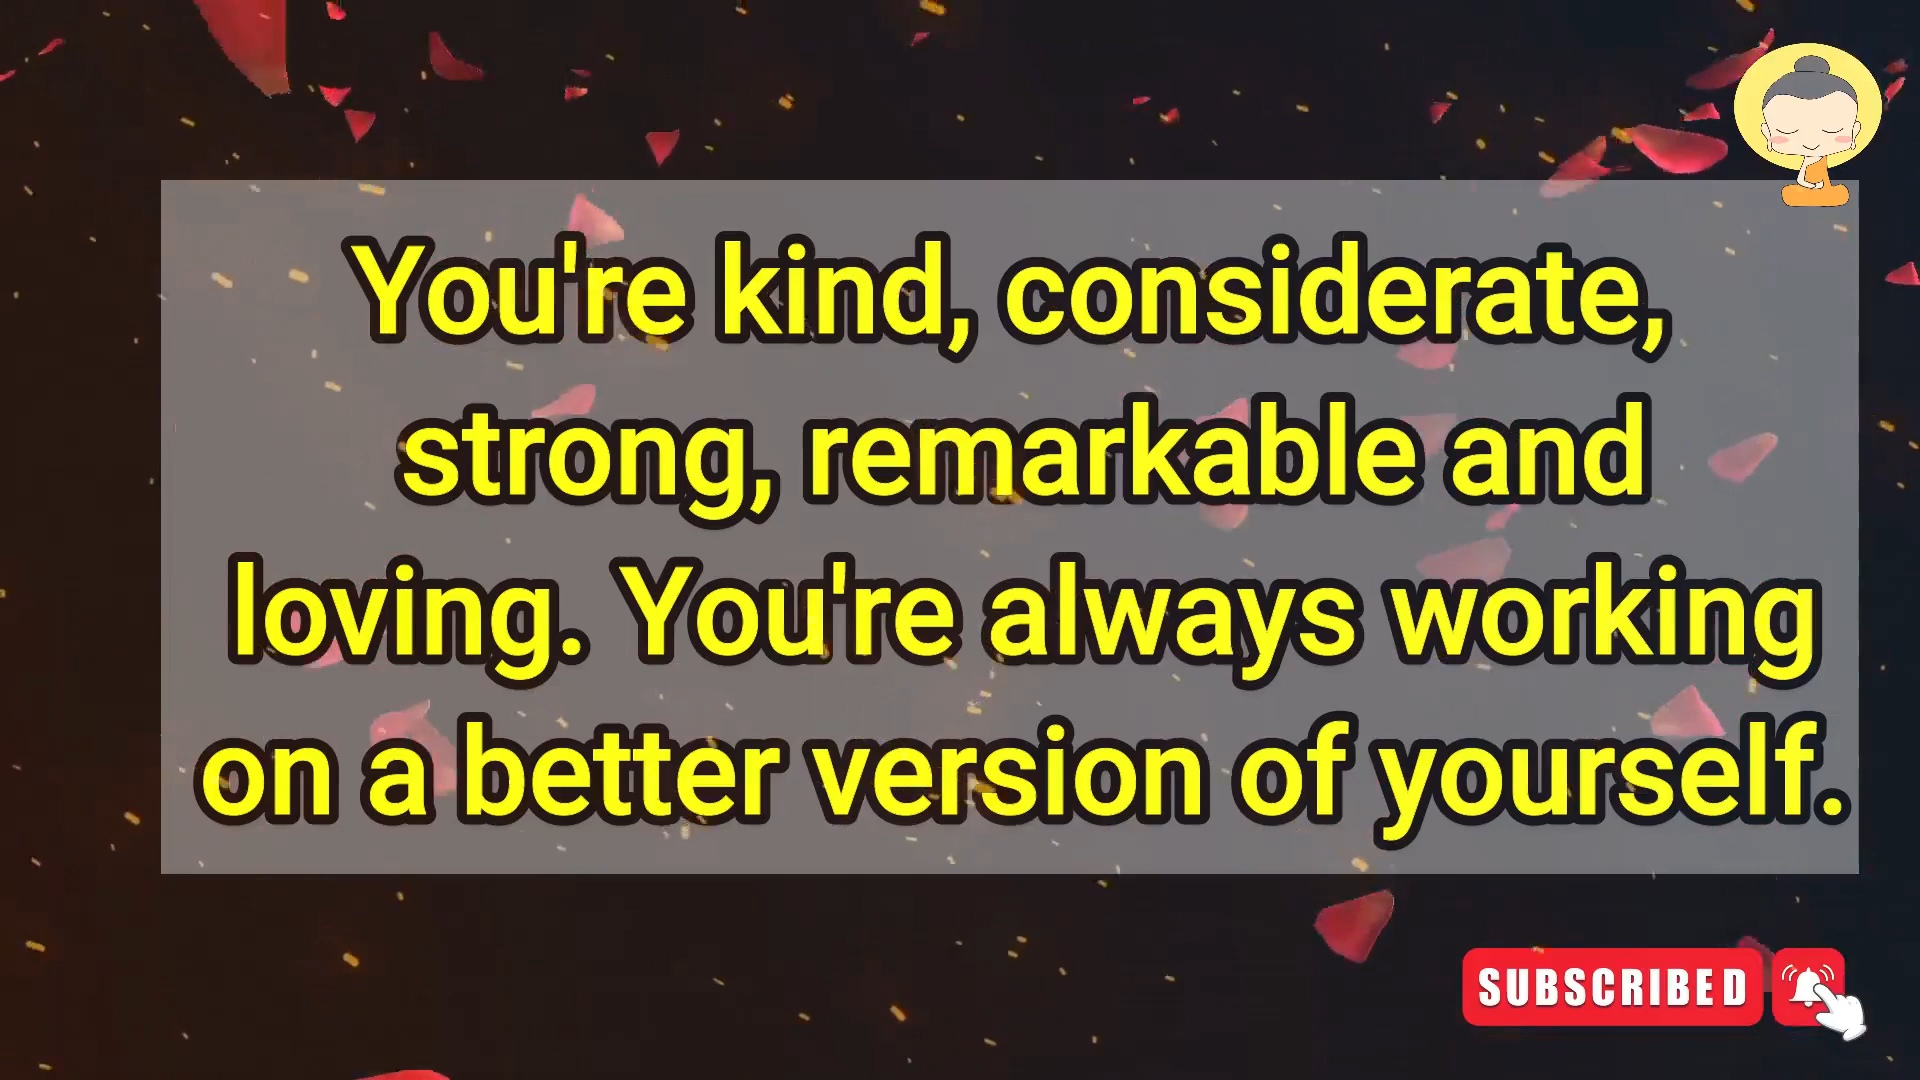 You're kind, considerate,
strong, remarkable and
loving. You're always working
on a better version of yourself.
SUBSCRIBED